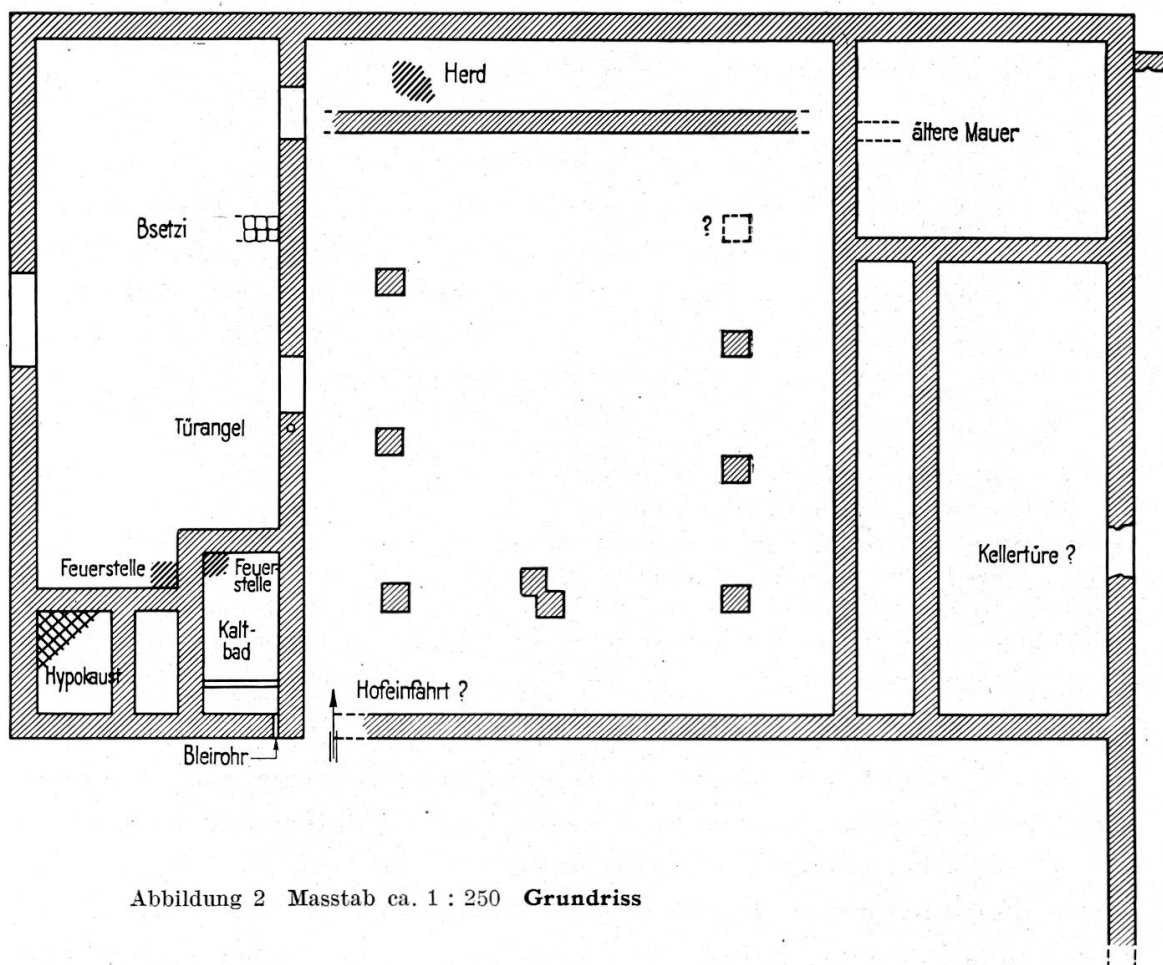 Herd
ältere Mauer
Bsetzi
?
Türangel
Feuerstelle
Feuer-
stelle
Kellertüre ?
Kalt-
bad
Hypokaust
Hofeinfahrt ?
Bleirohr
Abbildung 2 Masstab ca. 1 : 250 Grundriss